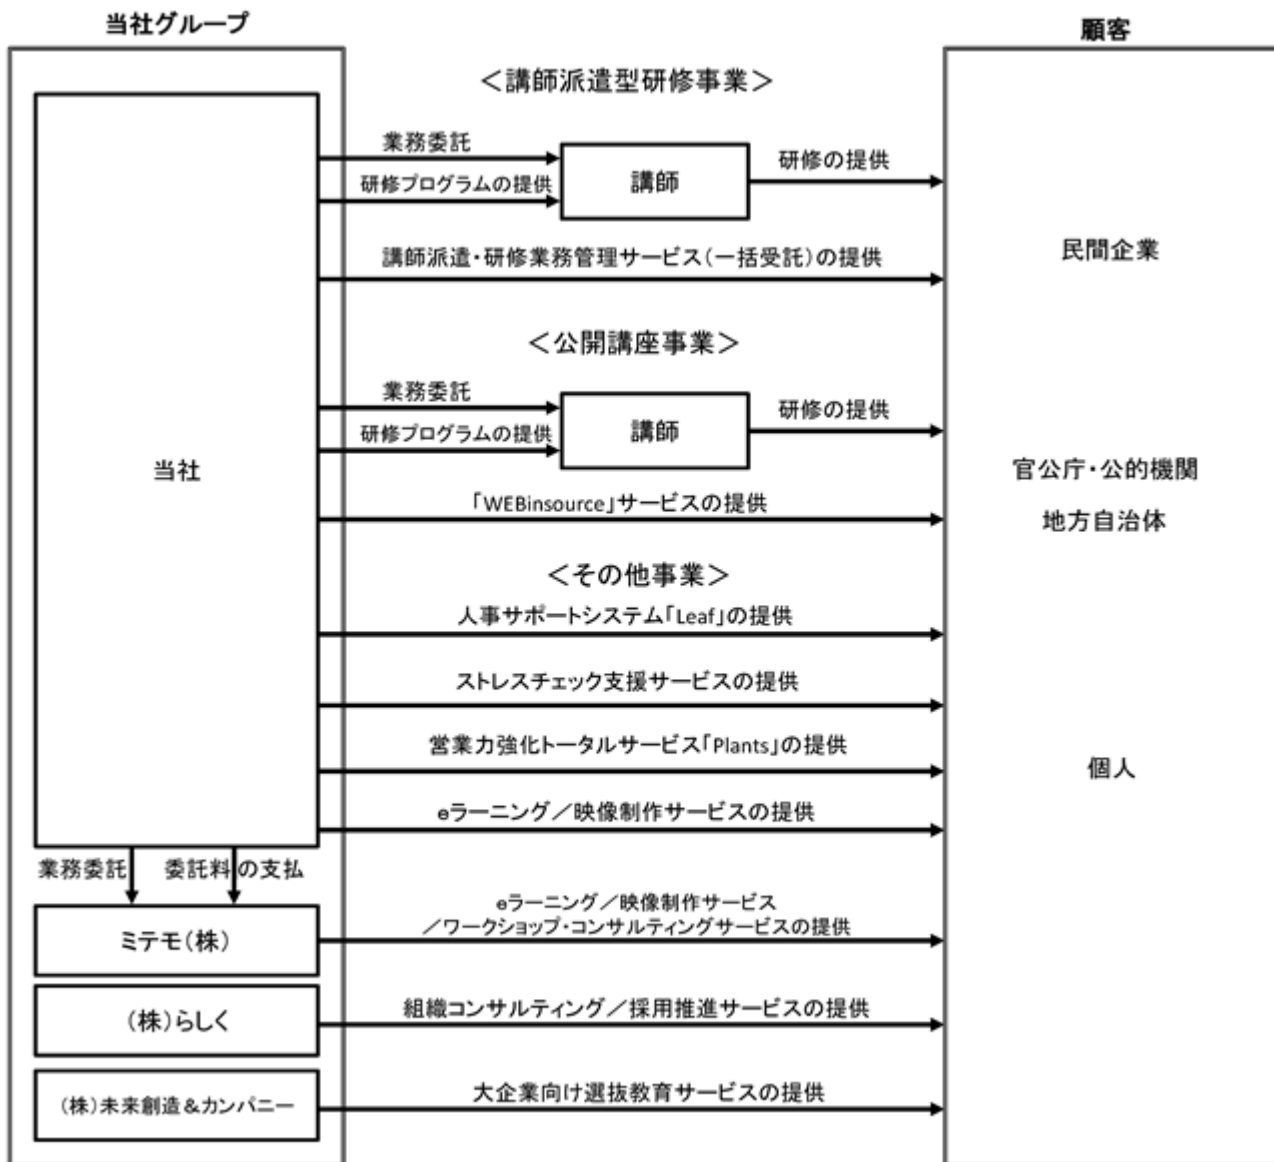 当社グループ
顧客
＜講師派遣型研修事業＞
業務委託
研修プログラムの提供
講師
研修の提供
講師派遣・研修業務管理サービス（一括受託）の提供
民間企業
＜公開講座事業＞
業務委託
研修プログラムの提供
講師
研修の提供
当社
官公庁・公的機関
地方自治体
「WEBinsource」サービスの提供
＜その他事業＞
人事サポートシステム「Leaf」の提供
ストレスチェック支援サービスの提供
営業力強化トータルサービス「Plants」の提供
個人
eラーニング／映像制作サービスの提供
業務委託
委託料の支払
ミテモ（株）
eラーニング／映像制作サービス
／ワークショップ・コンサルティングサービスの提供
（株）らしく
組織コンサルティング／採用推進サービスの提供
（株）未来創造＆カンパニー
大企業向け選抜教育サービスの提供